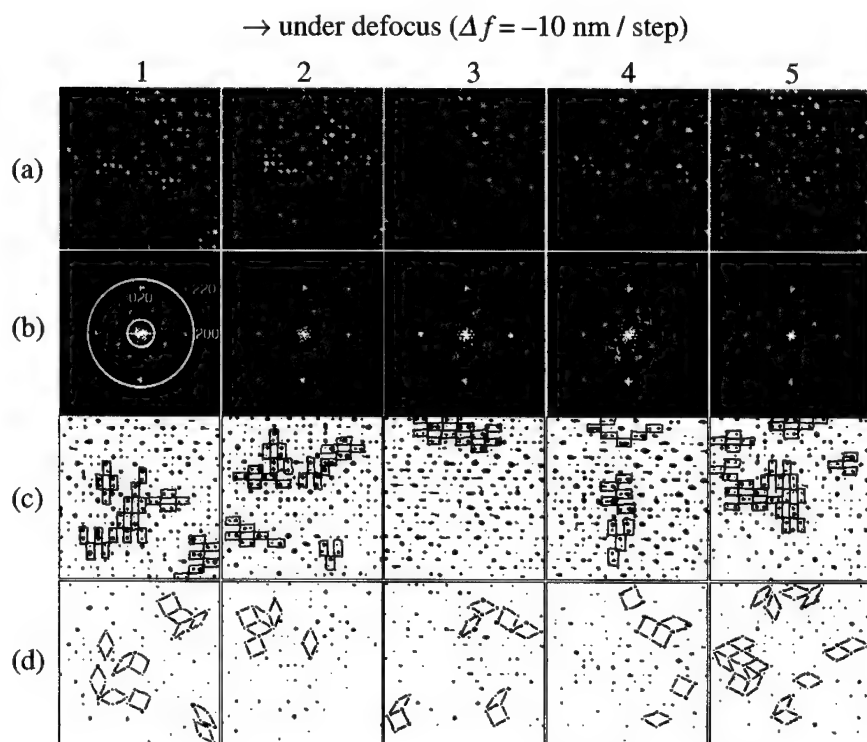 → under defocus (Δf = –10 nm / step)
1 2 3 4 5
(a)
(b)
020 220
200
(c)
(d)